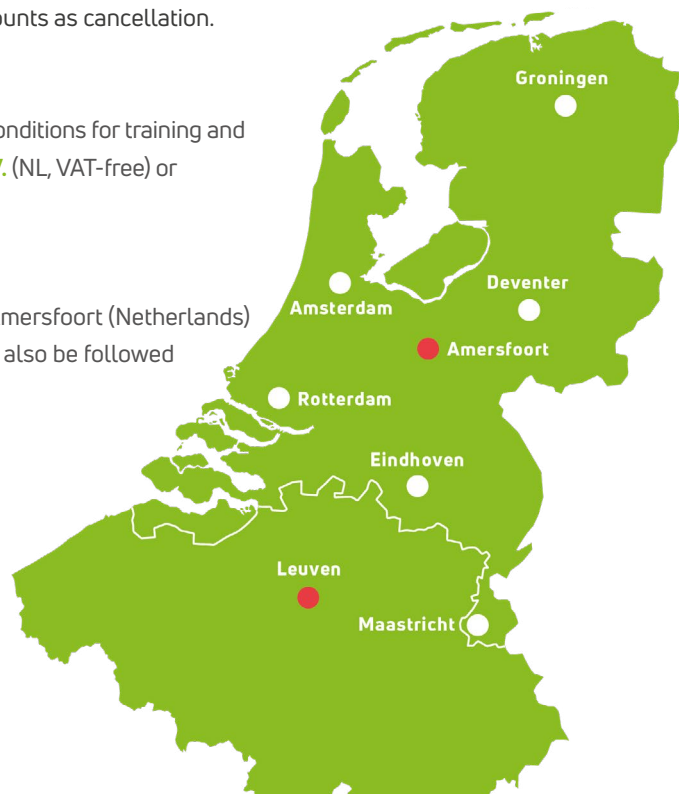 ounts as cancellation.
onditions for training and
. (NL, VAT-free) or
mersfoort (Netherlands)
also be followed
Groningen
Deventer
Amsterdam
Amersfoort
Rotterdam
Eindhoven
Leuven
Maastricht